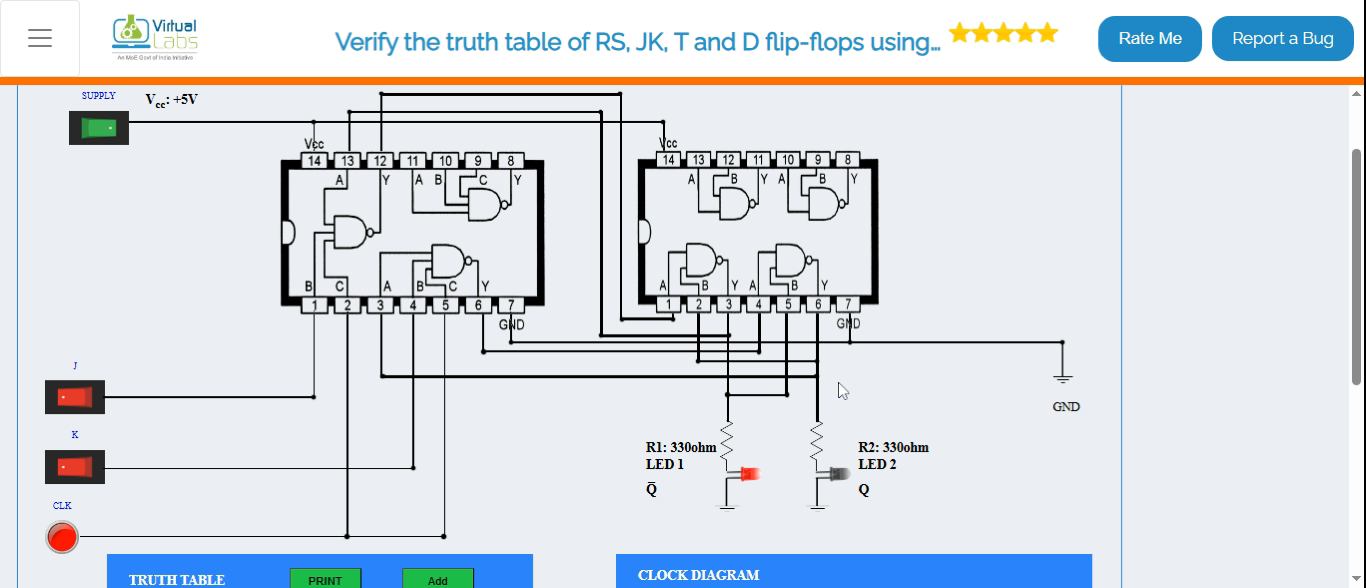 Virtual
Labs
An MoE Govt of India Initiative
Verify the truth table of RS, JK, T and D flip-flops using...
Rate Me
Report a Bug
SUPPLY
Vcc: +5V
Vcc
14 13 12 11 10 9 8
A Y A B C Y
B C A B C Y
1 2 3 4 5 6 7
GND
Vcc
14 13 12 11 10 9 8
A B Y A B Y
A B Y A B Y
1 2 3 4 5 6 7
GND
J
K
CLK
GND
R1: 330ohm
LED 1
Q̅
R2: 330ohm
LED 2
Q
TRUTH TABLE
PRINT
Add
CLOCK DIAGRAM